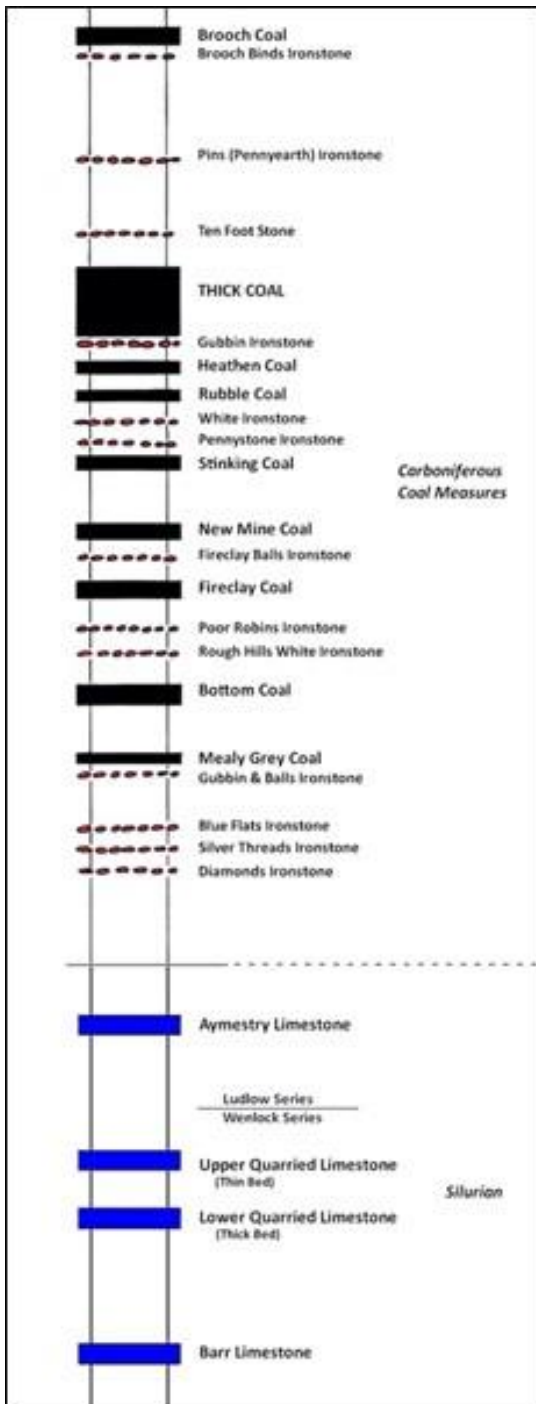 Brooch Coal
Brooch Binds Ironstone
Pins (Pennyearth) Ironstone
Ten Foot Stone
THICK COAL
Gubbin Ironstone
Heathen Coal
Rubble Coal
White Ironstone
Pennystone Ironstone
Stinking Coal
Carboniferous
Coal Measures
New Mine Coal
Fireclay Balls Ironstone
Fireclay Coal
Poor Robins Ironstone
Rough Hills White Ironstone
Bottom Coal
Mealy Grey Coal
Gubbin & Balls Ironstone
Blue Flats Ironstone
Silver Threads Ironstone
Diamonds Ironstone
Aymestry Limestone
Ludlow Series
Wenlock Series
Upper Quarried Limestone
(Thin Bed)
Silurian
Lower Quarried Limestone
(Thick Bed)
Barr Limestone